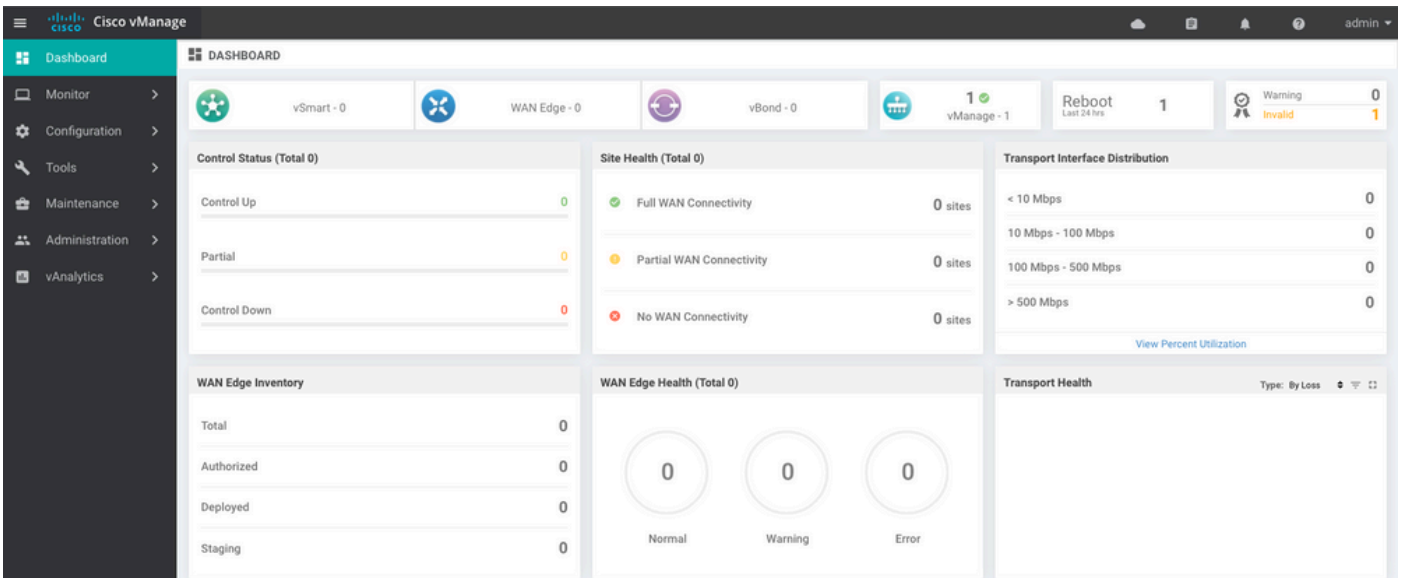 CISCO Cisco vManage admin
Dashboard
Monitor
Configuration
Tools
Maintenance
Administration
vAnalytics
DASHBOARD
vSmart - 0
WAN Edge - 0
vBond - 0
1
vManage - 1
Reboot
Last 24 hrs
1
Warning 0
Invalid 1
Control Status (Total 0)
Control Up 0
Partial 0
Control Down 0
Site Health (Total 0)
Full WAN Connectivity 0 sites
Partial WAN Connectivity 0 sites
No WAN Connectivity 0 sites
Transport Interface Distribution
< 10 Mbps 0
10 Mbps - 100 Mbps 0
100 Mbps - 500 Mbps 0
> 500 Mbps 0
View Percent Utilization
WAN Edge Inventory
Total 0
Authorized 0
Deployed 0
Staging 0
WAN Edge Health (Total 0)
0 0 0
Normal Warning Error
Transport Health Type: By Loss